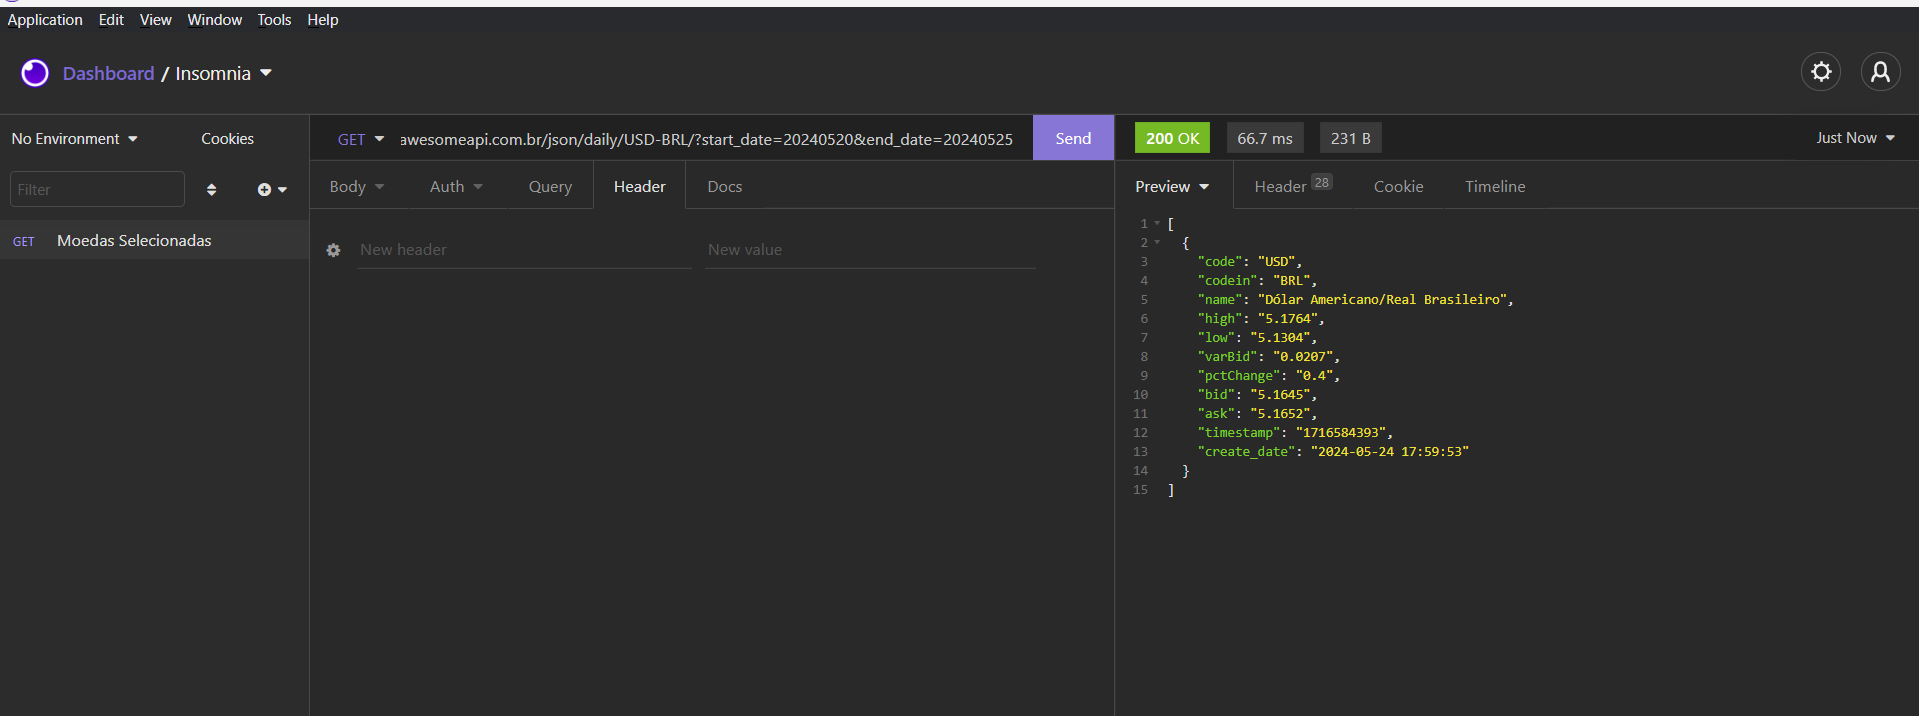 Application Edit View Window Tools Help
Dashboard / Insomnia
No Environment Cookies
Filter
GET Moedas Selecionadas
GET awesomeapi.com.br/json/daily/USD-BRL/?start_date=20240520&end_date=20240525 Send
Body Auth Query Header Docs
New header New value
200 OK 66.7 ms 231 B Just Now
Preview Header 28 Cookie Timeline
1 [
2 {
3 "code": "USD",
4 "codein": "BRL",
5 "name": "Dólar Americano/Real Brasileiro",
6 "high": "5.1764",
7 "low": "5.1304",
8 "varBid": "0.0207",
9 "pctChange": "0.4",
10 "bid": "5.1645",
11 "ask": "5.1652",
12 "timestamp": "1716584393",
13 "create_date": "2024-05-24 17:59:53"
14 }
15 ]